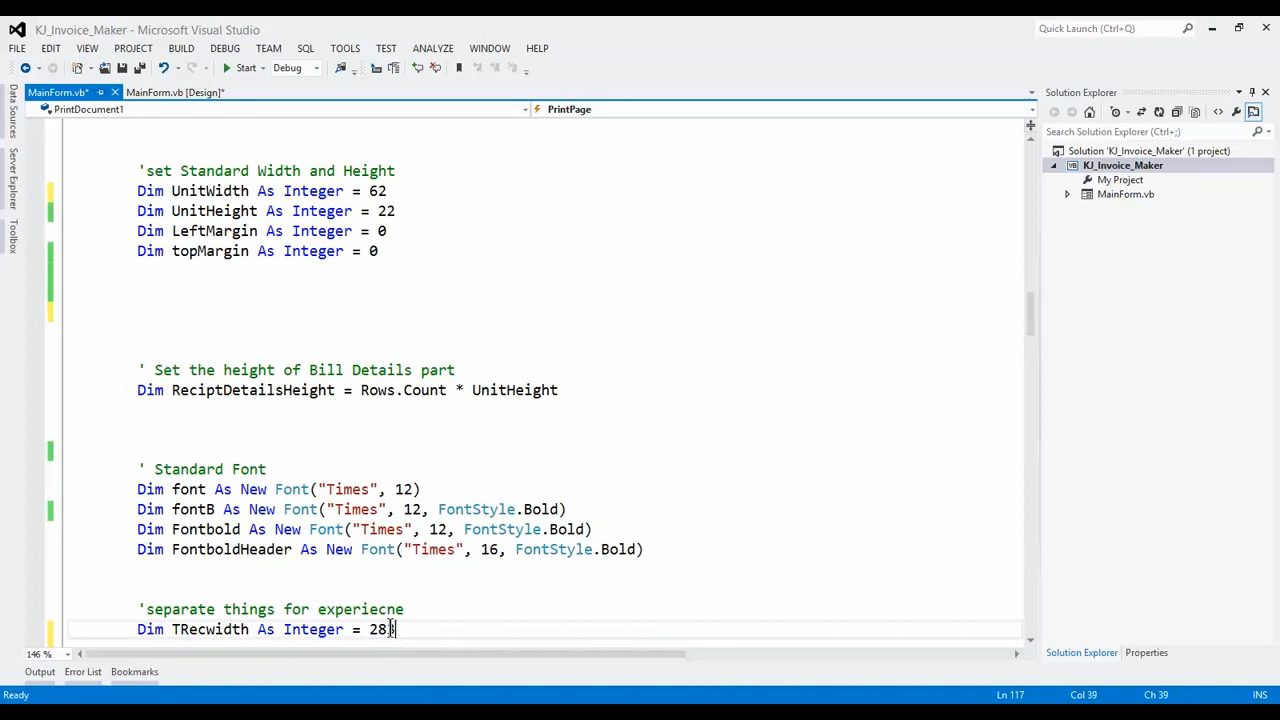 KJ_Invoice_Maker - Microsoft Visual Studio
Quick Launch (Ctrl+Q)
FILE EDIT VIEW PROJECT BUILD DEBUG TEAM SQL TOOLS TEST ANALYZE WINDOW HELP
Start Debug
MainForm.vb* MainForm.vb [Design]*
PrintDocument1 PrintPage
Data Sources
Server Explorer
Toolbox
'set Standard Width and Height
Dim UnitWidth As Integer = 62
Dim UnitHeight As Integer = 22
Dim LeftMargin As Integer = 0
Dim topMargin As Integer = 0
' Set the height of Bill Details part
Dim ReciptDetailsHeight = Rows.Count * UnitHeight
' Standard Font
Dim font As New Font("Times", 12)
Dim fontB As New Font("Times", 12, FontStyle.Bold)
Dim Fontbold As New Font("Times", 12, FontStyle.Bold)
Dim FontboldHeader As New Font("Times", 16, FontStyle.Bold)
'separate things for experiecne
Dim TRecwidth As Integer =
146 %
Solution Explorer
Search Solution Explorer (Ctrl+;)
Solution 'KJ_Invoice_Maker' (1 project)
KJ_Invoice_Maker
My Project
MainForm.vb
Solution Explorer Properties
Output Error List Bookmarks
Ready Ln 117 Col 39 Ch 39 INS